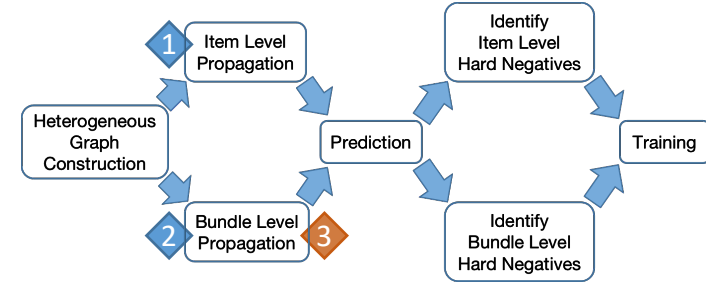 1
Item Level
Propagation
Identify
Item Level
Hard Negatives
Heterogeneous
Graph
Construction
Prediction
Training
2
Bundle Level
Propagation
3
Identify
Bundle Level
Hard Negatives